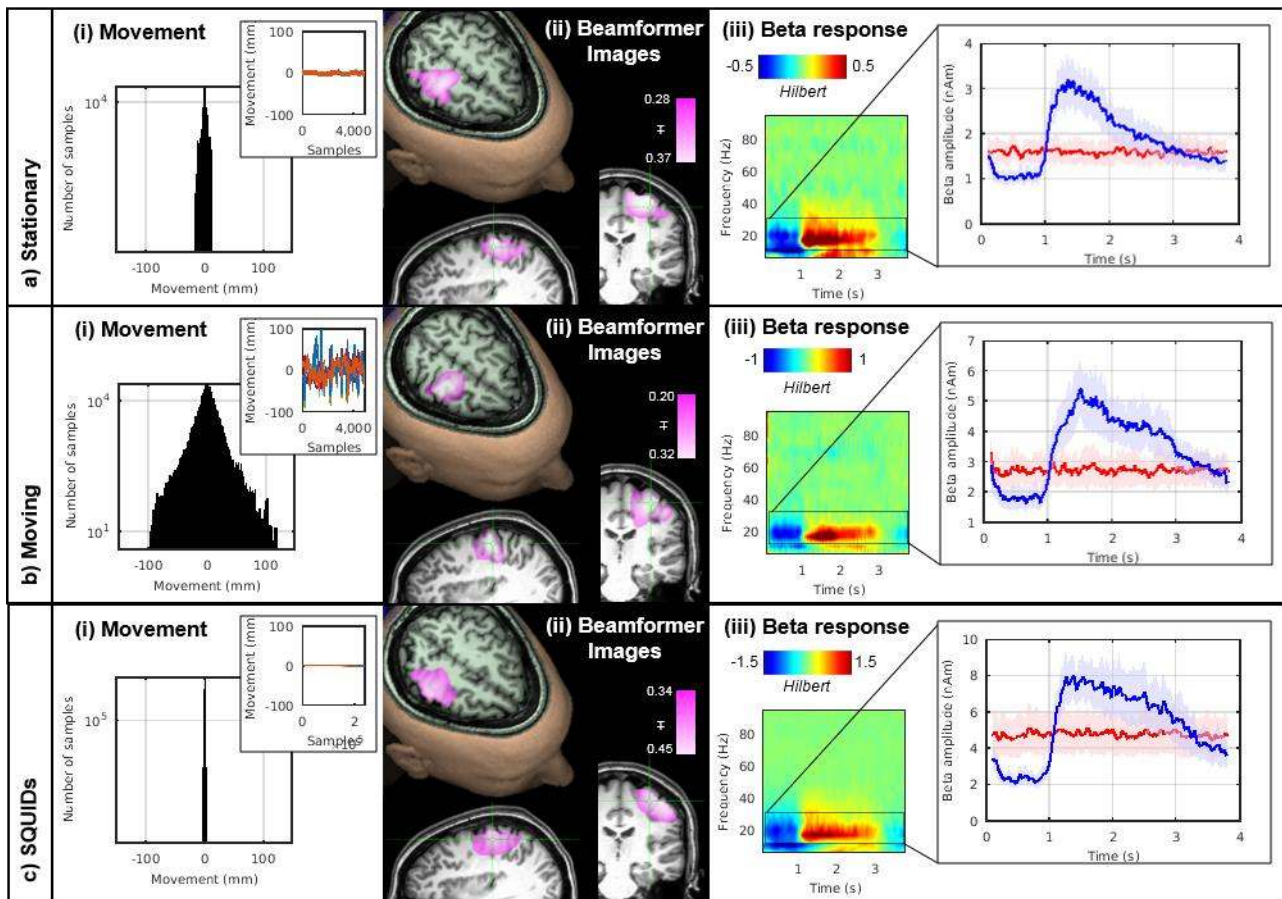 a) Stationary
(i) Movement
Number of samples
10^4
-100 0 100
Movement (mm)
Movement (mm)
100
0
-100
0 4,000
Samples
(ii) Beamformer
Images
0.28
Ŧ
0.37
(iii) Beta response
-0.5 0.5
Hilbert
Frequency (Hz)
80
60
40
20
1 2 3
Time (s)
Beta amplitude (nAm)
4
3
2
1
0
0 1 2 3 4
Time (s)
b) Moving
(i) Movement
Number of samples
10^4
10^1
-100 0 100
Movement (mm)
Movement (mm)
100
0
-100
0 4,000
Samples
(ii) Beamformer
Images
0.20
Ŧ
0.32
(iii) Beta response
-1 1
Hilbert
Frequency (Hz)
80
60
40
20
1 2 3
Time (s)
Beta amplitude (nAm)
7
6
5
4
3
2
1
0 1 2 3 4
Time (s)
c) SQUIDs
(i) Movement
Number of samples
10^5
-100 0 100
Movement (mm)
Movement (mm)
100
0
-100
0 2
Samples
10^5
(ii) Beamformer
Images
0.34
Ŧ
0.45
(iii) Beta response
-1.5 1.5
Hilbert
Frequency (Hz)
80
60
40
20
1 2 3
Time (s)
Beta amplitude (nAm)
10
8
6
4
2
0
0 1 2 3 4
Time (s)